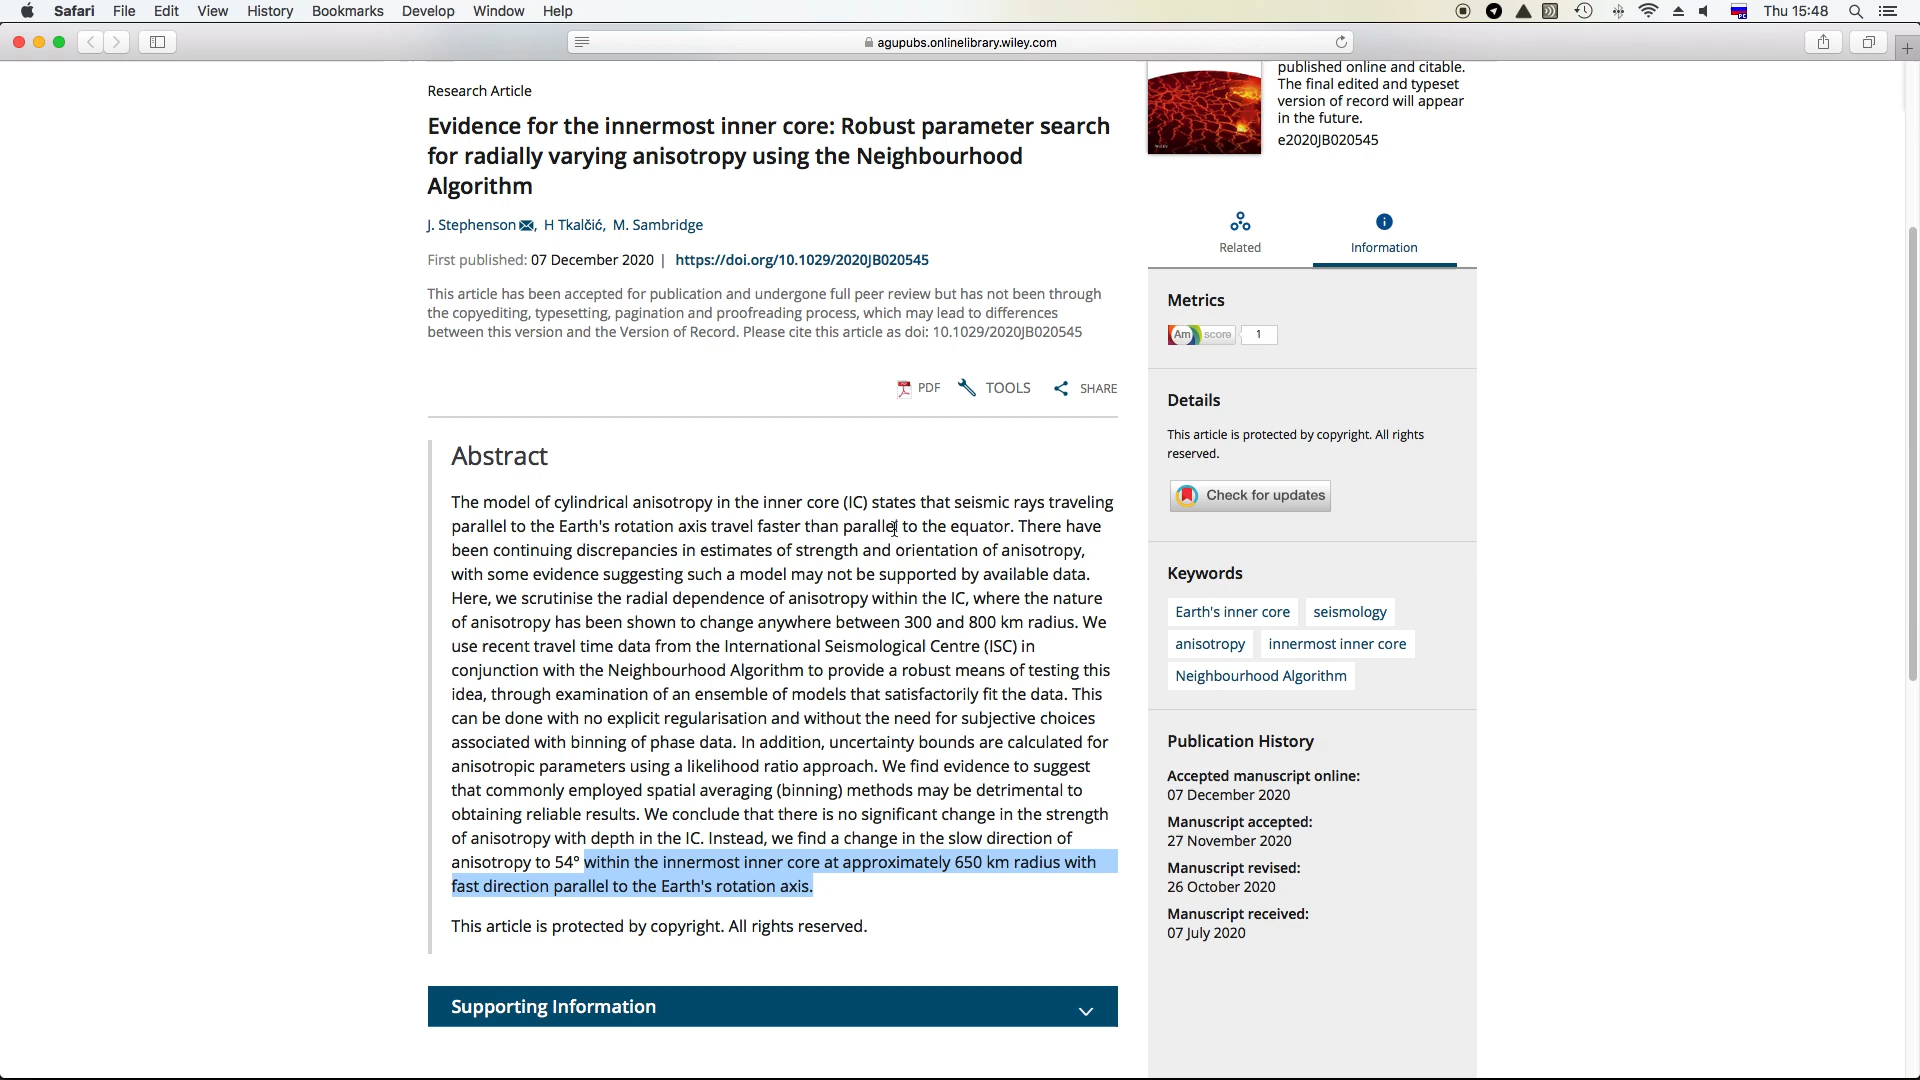 Safari File Edit View History Bookmarks Develop Window Help Thu 15:48
agupubs.onlinelibrary.wiley.com
Research Article
Evidence for the innermost inner core: Robust parameter search
for radially varying anisotropy using the Neighbourhood
Algorithm
J. Stephenson, H Tkalčić, M. Sambridge
First published: 07 December 2020 | https://doi.org/10.1029/2020JB020545
This article has been accepted for publication and undergone full peer review but has not been through
the copyediting, typesetting, pagination and proofreading process, which may lead to differences
between this version and the Version of Record. Please cite this article as doi: 10.1029/2020JB020545
PDF TOOLS SHARE
Abstract
The model of cylindrical anisotropy in the inner core (IC) states that seismic rays traveling
parallel to the Earth's rotation axis travel faster than parallel to the equator. There have
been continuing discrepancies in estimates of strength and orientation of anisotropy,
with some evidence suggesting such a model may not be supported by available data.
Here, we scrutinise the radial dependence of anisotropy within the IC, where the nature
of anisotropy has been shown to change anywhere between 300 and 800 km radius. We
use recent travel time data from the International Seismological Centre (ISC) in
conjunction with the Neighbourhood Algorithm to provide a robust means of testing this
idea, through examination of an ensemble of models that satisfactorily fit the data. This
can be done with no explicit regularisation and without the need for subjective choices
associated with binning of phase data. In addition, uncertainty bounds are calculated for
anisotropic parameters using a likelihood ratio approach. We find evidence to suggest
that commonly employed spatial averaging (binning) methods may be detrimental to
obtaining reliable results. We conclude that there is no significant change in the strength
of anisotropy with depth in the IC. Instead, we find a change in the slow direction of
anisotropy to 54° within the innermost inner core at approximately 650 km radius with
fast direction parallel to the Earth's rotation axis.
This article is protected by copyright. All rights reserved.
Supporting Information
published online and citable.
The final edited and typeset
version of record will appear
in the future.
e2020JB020545
WILEY
Related Information
Metrics
Am score 1
Details
This article is protected by copyright. All rights
reserved.
Check for updates
Keywords
Earth's inner core seismology
anisotropy innermost inner core
Neighbourhood Algorithm
Publication History
Accepted manuscript online:
07 December 2020
Manuscript accepted:
27 November 2020
Manuscript revised:
26 October 2020
Manuscript received:
07 July 2020